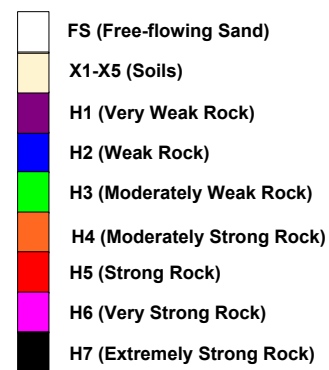 FS (Free-flowing Sand)
X1-X5 (Soils)
H1 (Very Weak Rock)
H2 (Weak Rock)
H3 (Moderately Weak Rock)
H4 (Moderately Strong Rock)
H5 (Strong Rock)
H6 (Very Strong Rock)
H7 (Extremely Strong Rock)